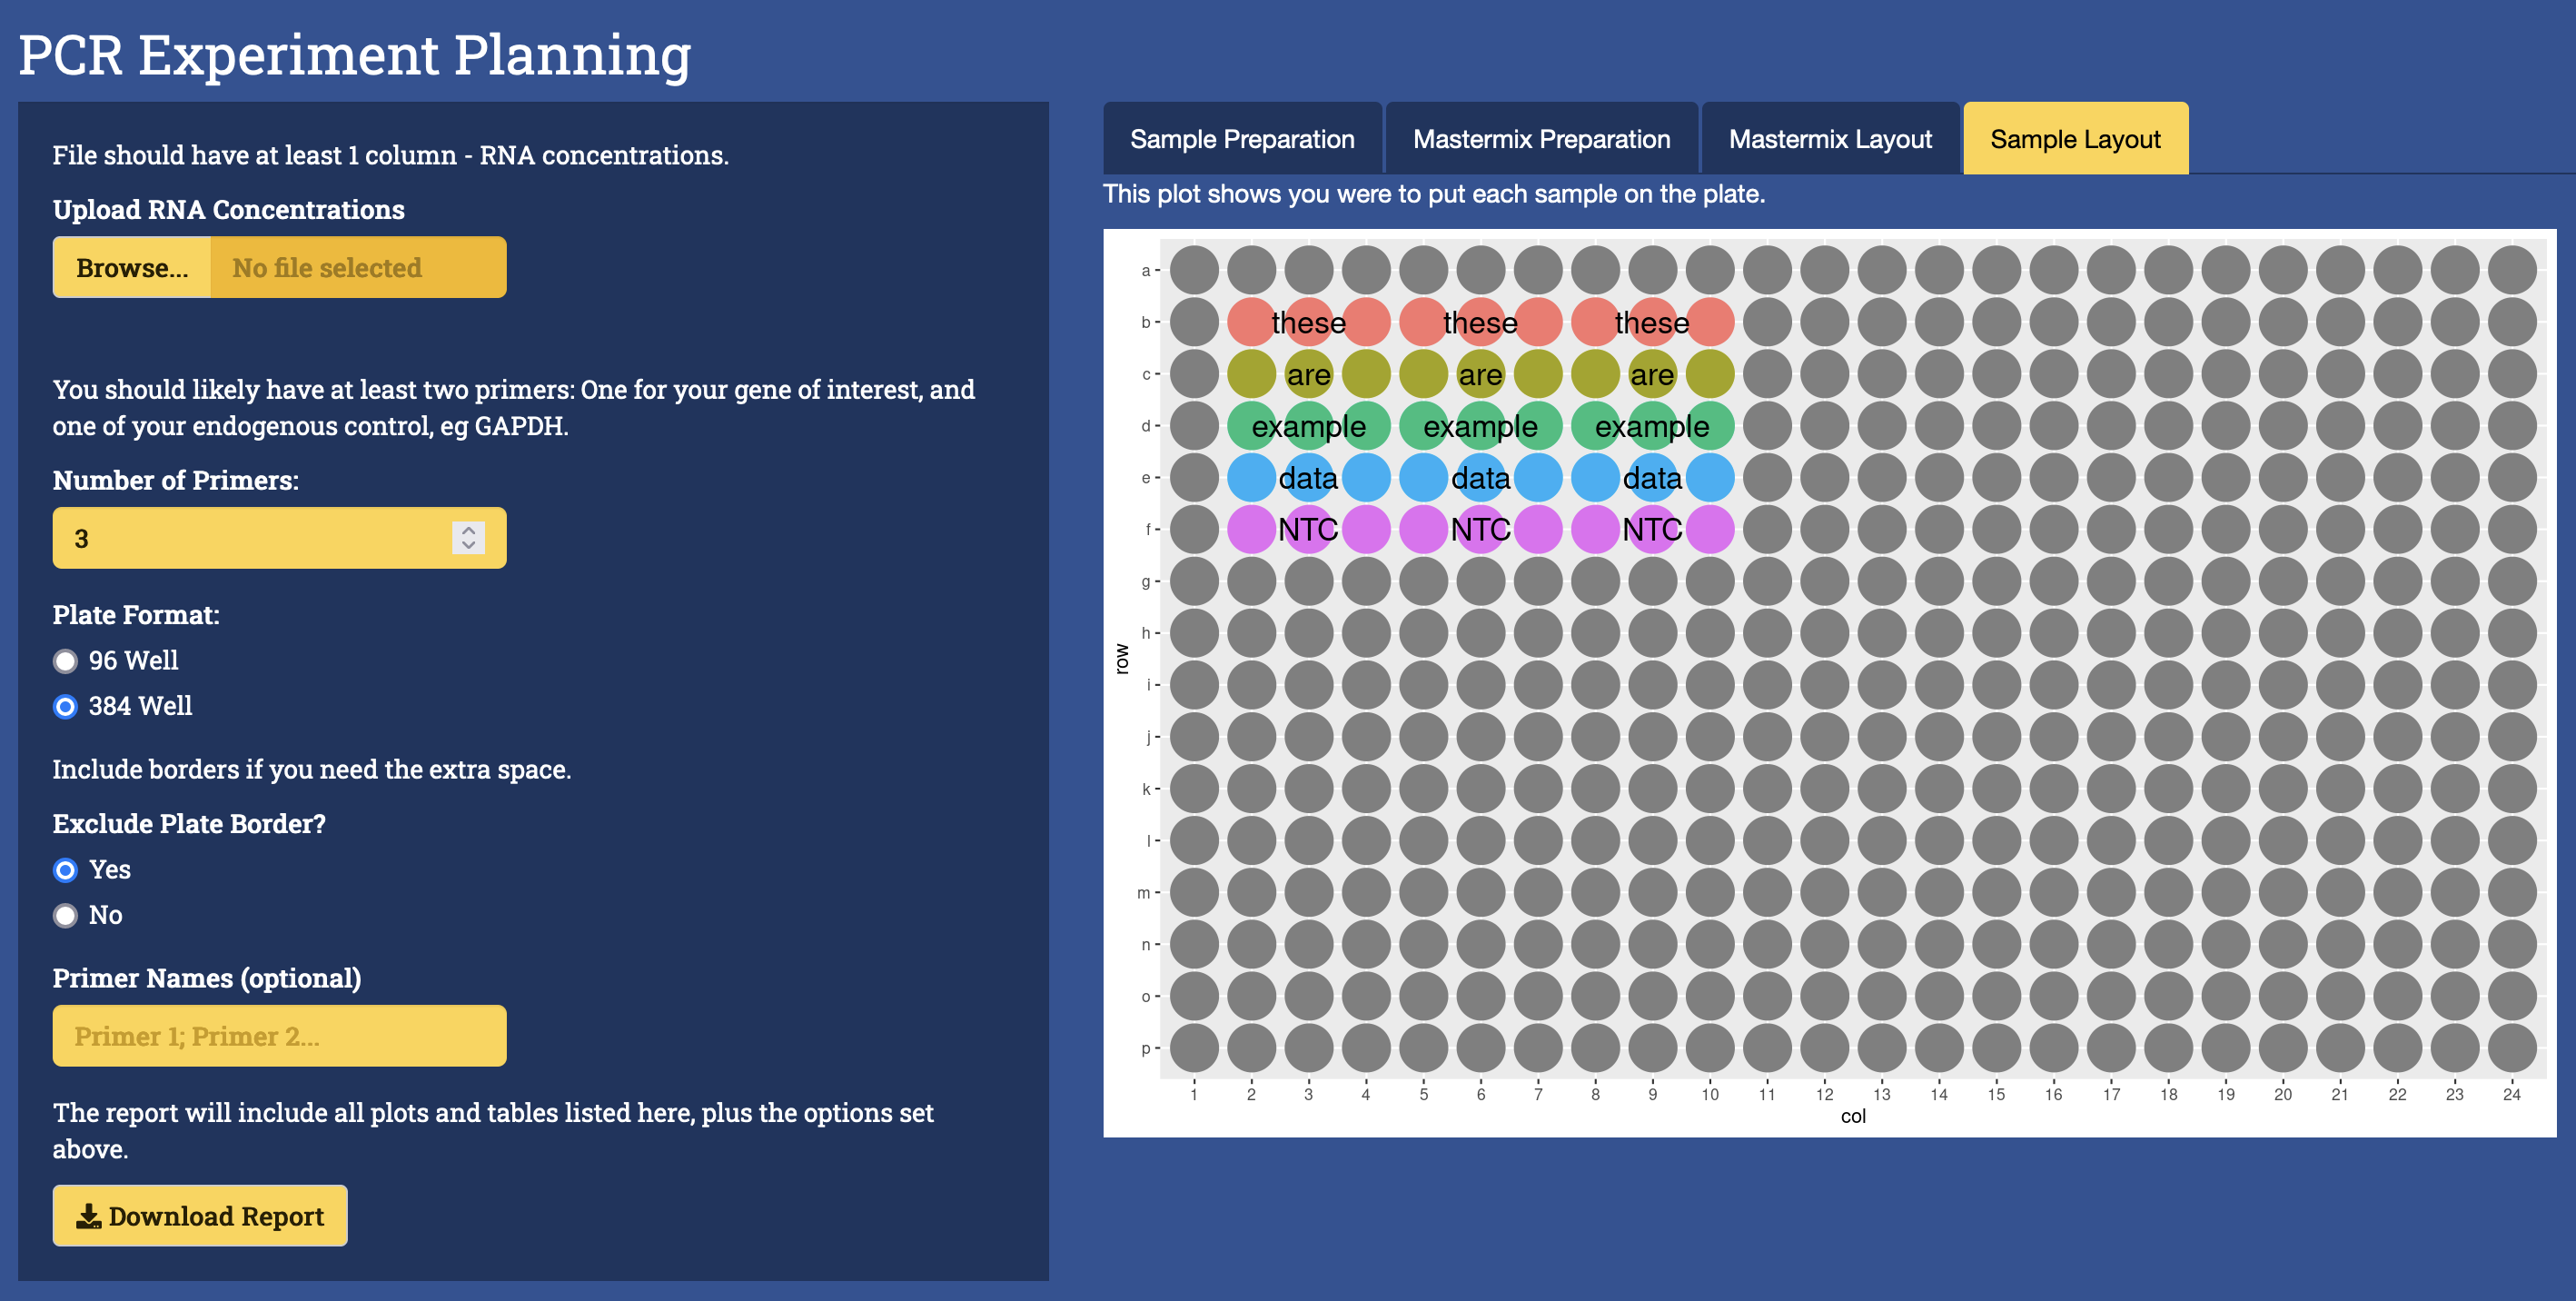 PCR Experiment Planning
File should have at least 1 column - RNA concentrations.
Upload RNA Concentrations
Browse... No file selected
You should likely have at least two primers: One for your gene of interest, and
one of your endogenous control, eg GAPDH.
Number of Primers:
3
Plate Format:
96 Well
384 Well
Include borders if you need the extra space.
Exclude Plate Border?
Yes
No
Primer Names (optional)
Primer 1; Primer 2...
The report will include all plots and tables listed here, plus the options set
above.
Download Report
Sample Preparation Mastermix Preparation Mastermix Layout Sample Layout
This plot shows you were to put each sample on the plate.
a
b these these these
c are are are
d example example example
e data data data
f NTC NTC NTC
g
h
i
j
k
l
m
n
o
p
row
1 2 3 4 5 6 7 8 9 10 11 12 13 14 15 16 17 18 19 20 21 22 23 24
col